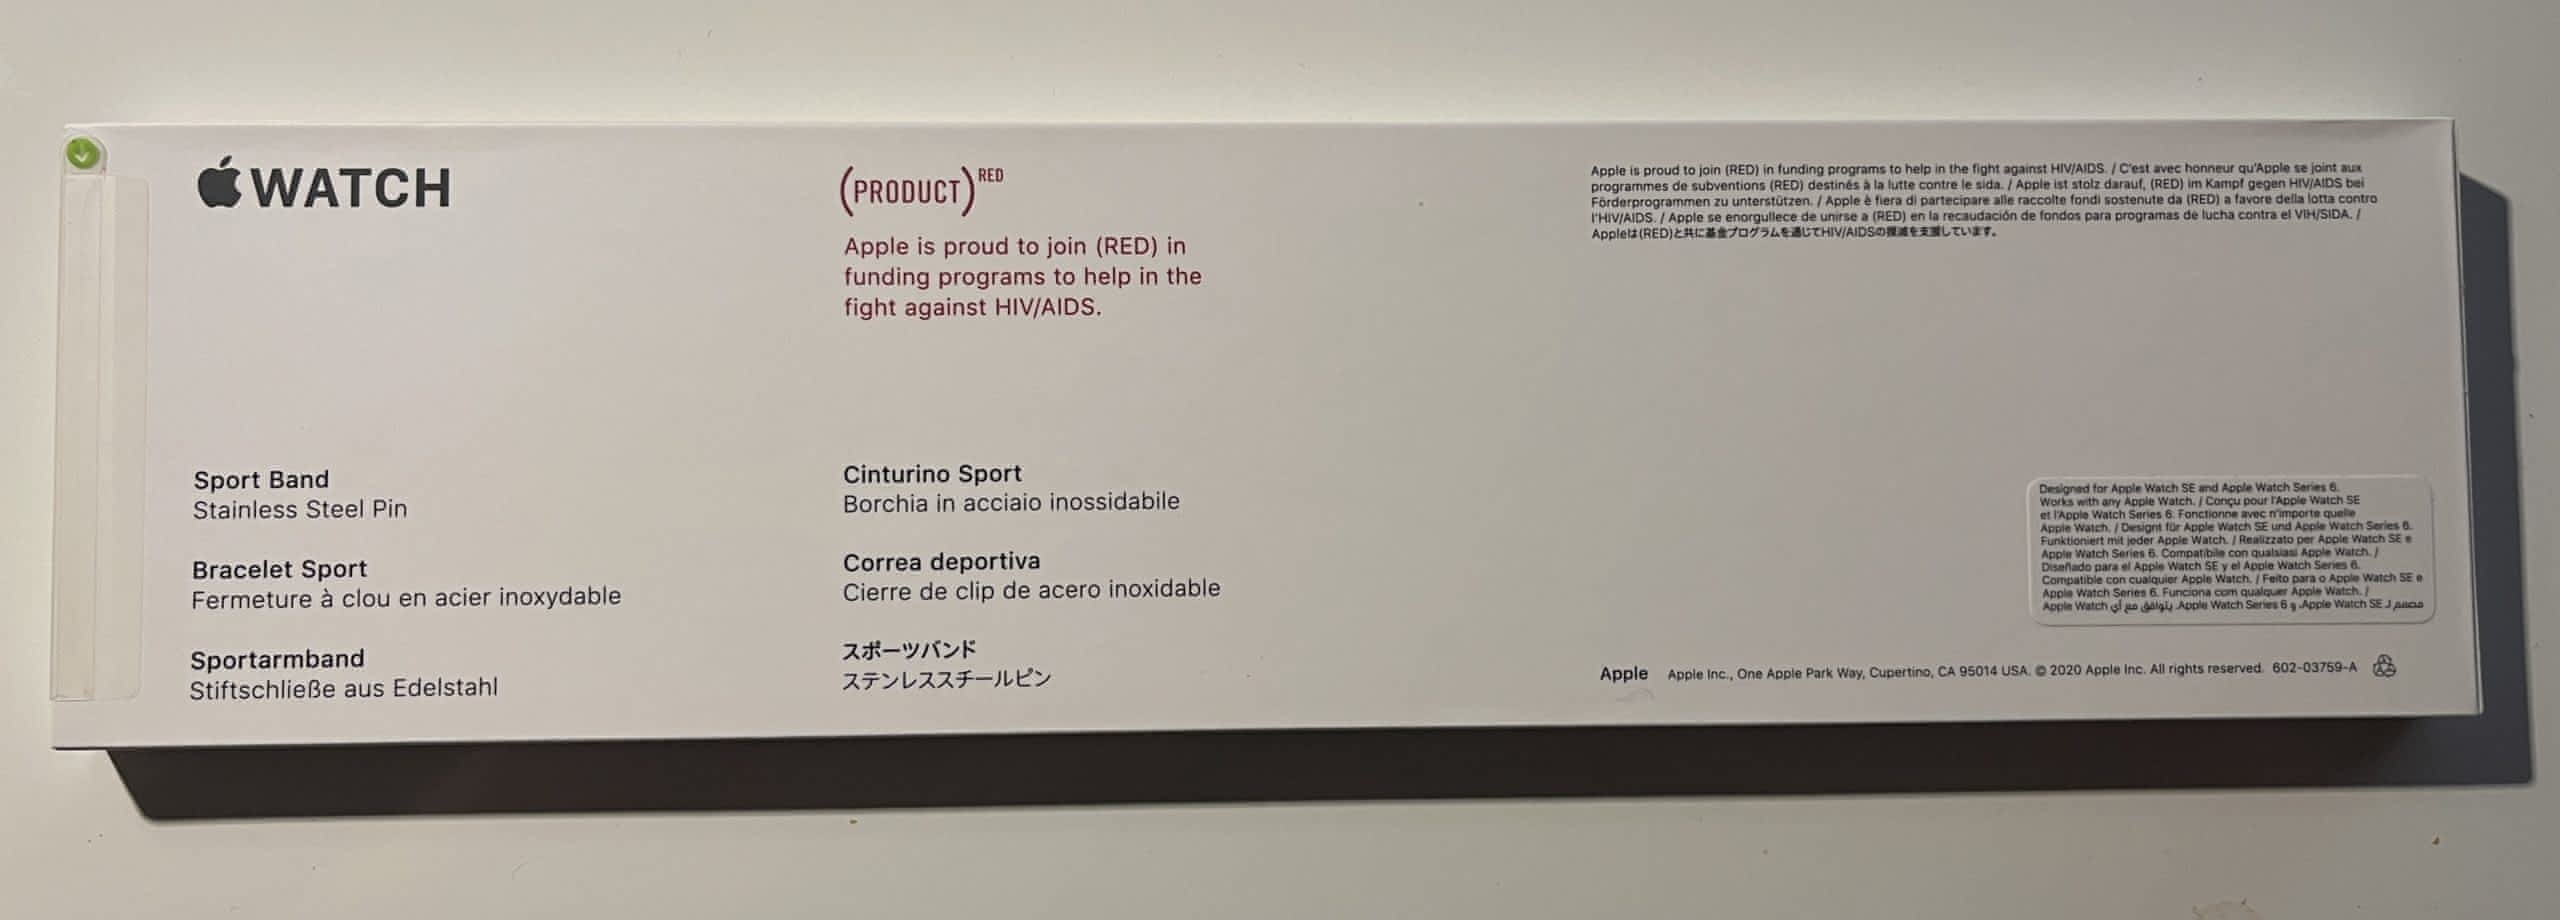 WATCH
(PRODUCT)RED
Apple is proud to join (RED) in
funding programs to help in the
fight against HIV/AIDS.
Apple is proud to join (RED) in funding programs to help in the fight against HIV/AIDS. / C'est avec honneur qu'Apple se joint aux
programmes de subventions (RED) destinés à la lutte contre le sida. / Apple ist stolz darauf, (RED) im Kampf gegen HIV/AIDS bei
Förderprogrammen zu unterstützen. / Apple è fiera di partecipare alle raccolte fondi sostenute da (RED) a favore della lotta contro
l'HIV/AIDS. / Apple se enorgullece de unirse a (RED) en la recaudación de fondos para programas de lucha contra el VIH/SIDA. /
Appleは(RED)と共に基金プログラムを通じてHIV/AIDSの撲滅を支援しています。
Sport Band
Stainless Steel Pin
Bracelet Sport
Fermeture à clou en acier inoxydable
Sportarmband
Stiftschließe aus Edelstahl
Cinturino Sport
Borchia in acciaio inossidabile
Correa deportiva
Cierre de clip de acero inoxidable
スポーツバンド
ステンレススチールピン
Designed for Apple Watch SE and Apple Watch Series 6.
Works with any Apple Watch. / Conçu pour l'Apple Watch SE
et l'Apple Watch Series 6. Fonctionne avec n'importe quelle
Apple Watch. / Designt für Apple Watch SE und Apple Watch Series 6.
Funktioniert mit jeder Apple Watch. / Realizzato per Apple Watch SE e
Apple Watch Series 6. Compatibile con qualsiasi Apple Watch. /
Diseñado para el Apple Watch SE y el Apple Watch Series 6.
Compatible con cualquier Apple Watch. / Feito para o Apple Watch SE e
Apple Watch Series 6. Funciona com qualquer Apple Watch. /
مصمم لـ Apple Watch SE، و Apple Watch Series 6. يتوافق مع أي Apple Watch
Apple Apple Inc., One Apple Park Way, Cupertino, CA 95014 USA. © 2020 Apple Inc. All rights reserved. 602-03759-A